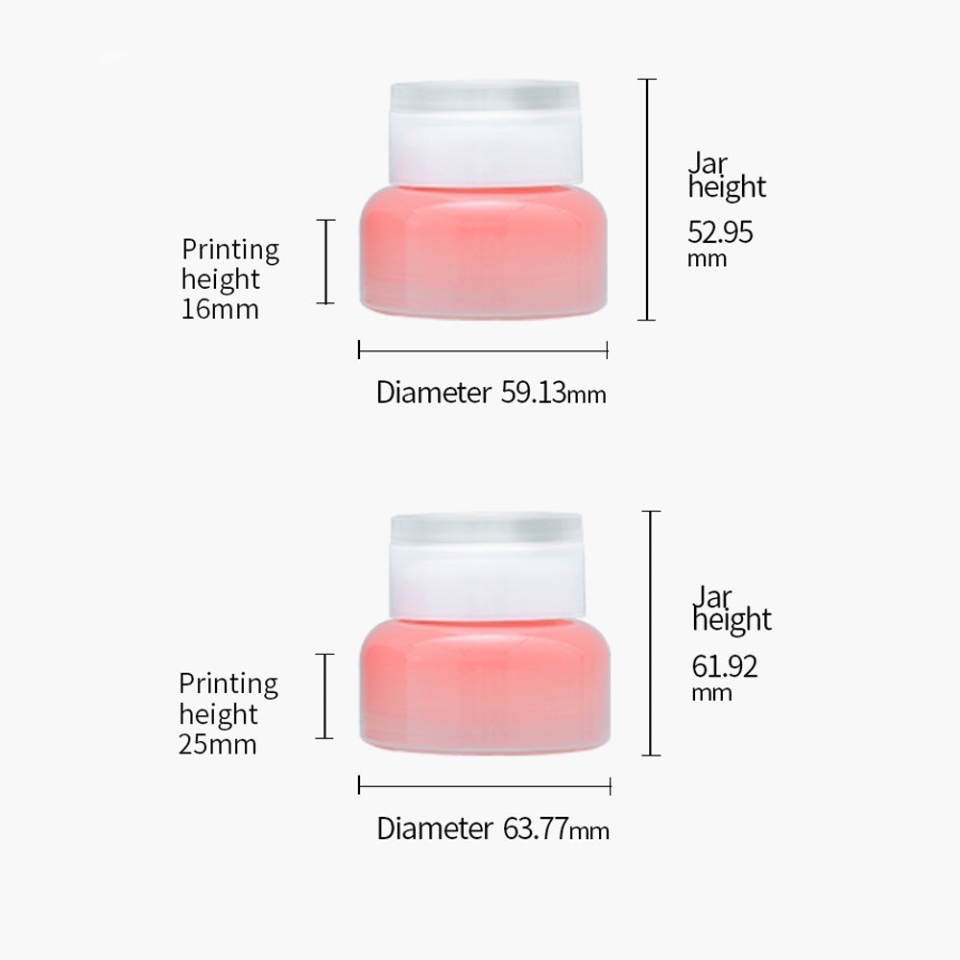 Jar
height
52.95
mm
Printing
height
16mm
Diameter 59.13mm
Jar
height
61.92
mm
Printing
height
25mm
Diameter 63.77mm